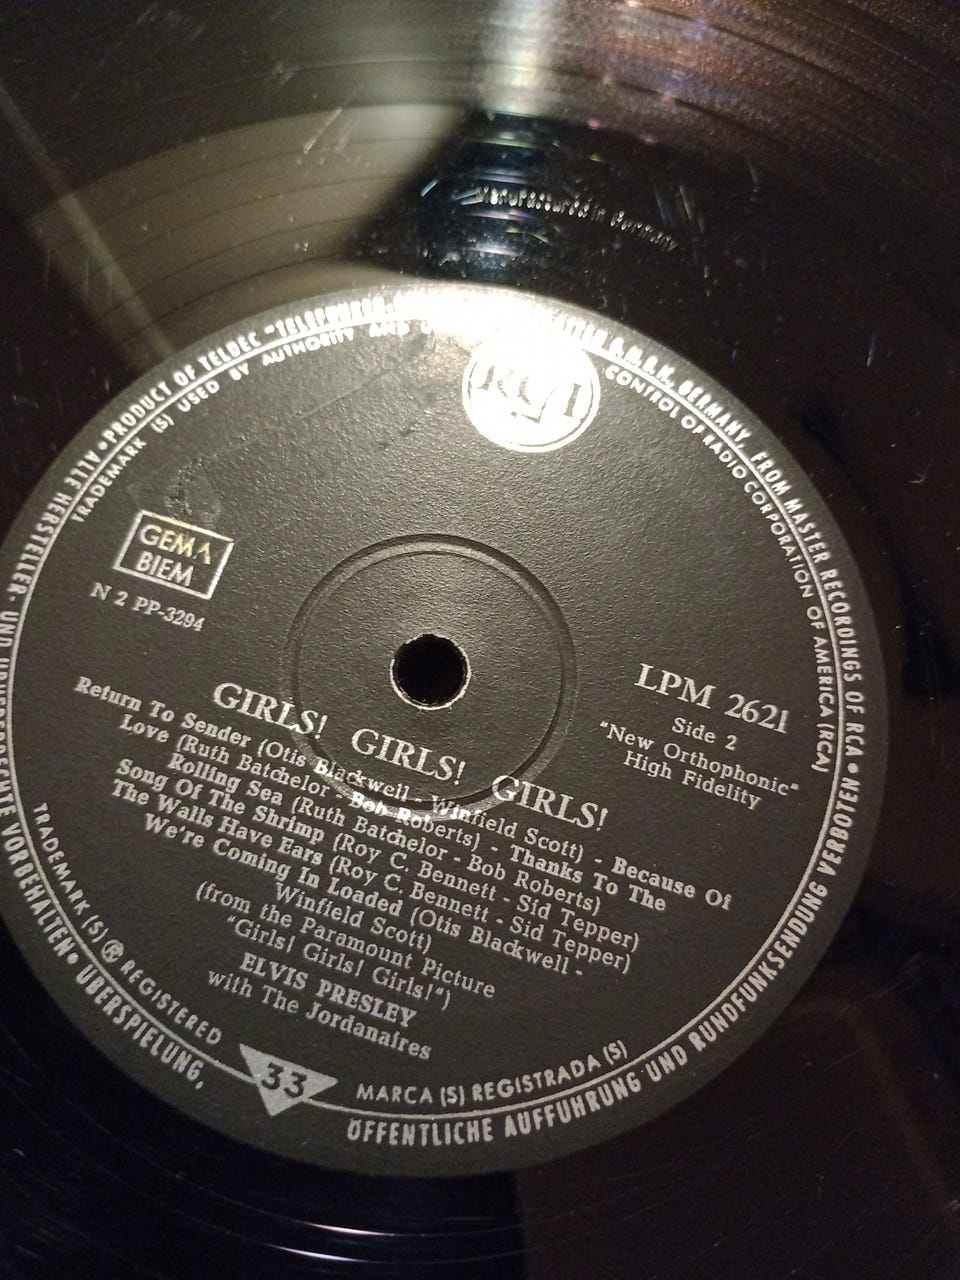 Manufactured in Germany
ALLE HERSTELLER- UND
PRODUCT OF TELDEC "TELEFUNKEN-
G.M.B.H. GERMANY, FROM MASTER RECORDINGS OF RCA • NEUTEN
TRADEMARK (S) USED BY AUTHORITY AND
CONTROL OF RADIO CORPORATION OF AMERICA (RCA)
RCA
GEMA
BIEM
N 2 PP-3294
LPM 2621
Side 2
"New Orthophonic"
High Fidelity
GIRLS! GIRLS! GIRLS!
Return To Sender (Otis Blackwell - Winfield Scott) - Because Of
Love (Ruth Batchelor - Bob Roberts) - Thanks To The
Rolling Sea (Ruth Batchelor - Bob Roberts)
Song Of The Shrimp (Roy C. Bennett - Sid Tepper)
The Walls Have Ears (Roy C. Bennett - Sid Tepper)
We're Coming In Loaded (Otis Blackwell -
Winfield Scott)
(from the Paramount Picture
"Girls! Girls! Girls!")
ELVIS PRESLEY
with The Jordanaires
TRADEMARK (S) ® REGISTERED
33
MARCA (S) REGISTRADA (S)
VORBEHALTEN • ÜBERSPIELUNG,
ÖFFENTLICHE AUFFÜHRUNG UND RUNDFUNKSENDUNG VERBOTEN